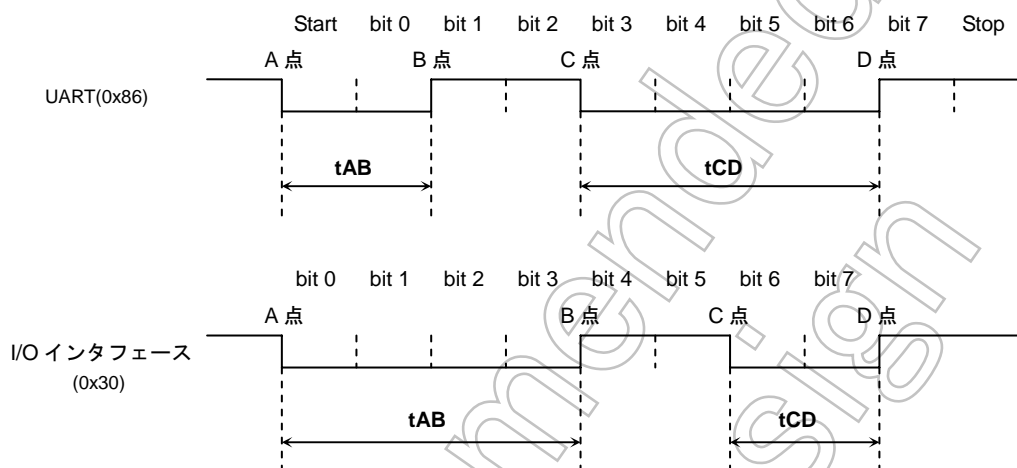 Start bit 0 bit 1 bit 2 bit 3 bit 4 bit 5 bit 6 bit 7 Stop
A 点 B 点 C 点 D 点
UART(0x86)
tAB tCD
bit 0 bit 1 bit 2 bit 3 bit 4 bit 5 bit 6 bit 7
A 点 B 点 C 点 D 点
I/O インタフェース
(0x30)
tAB tCD